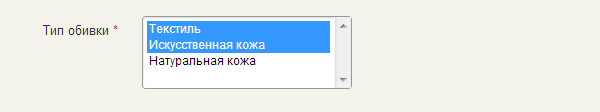 Тип обивки *
Текстиль
Искусственная кожа
Натуральная кожа